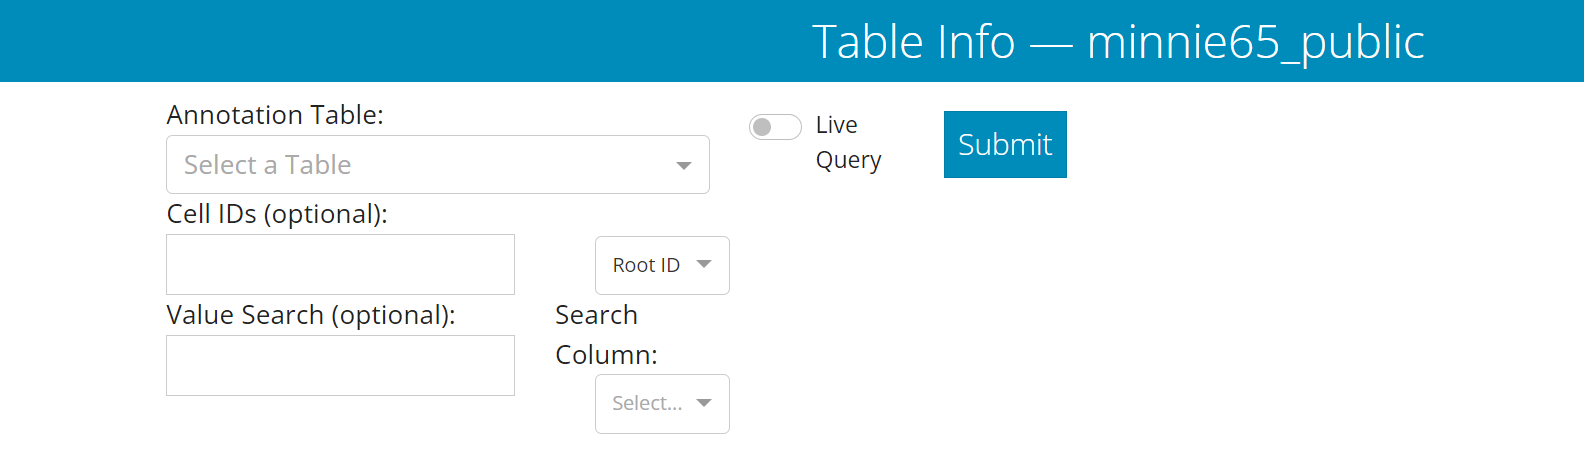 Table Info — minnie65_public
Annotation Table:
Select a Table
Live
Query
Submit
Cell IDs (optional):
Root ID
Value Search (optional):
Search
Column:
Select...